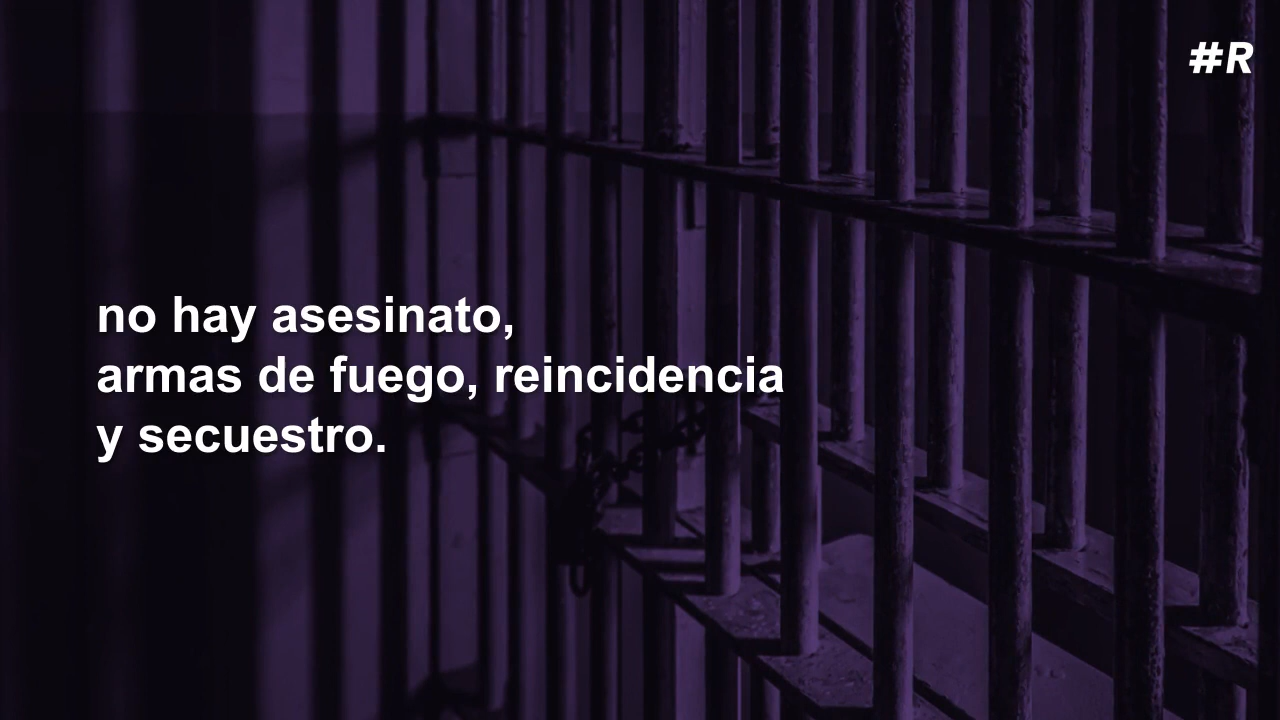 #R
no hay asesinato,
armas de fuego, reincidencia
y secuestro.